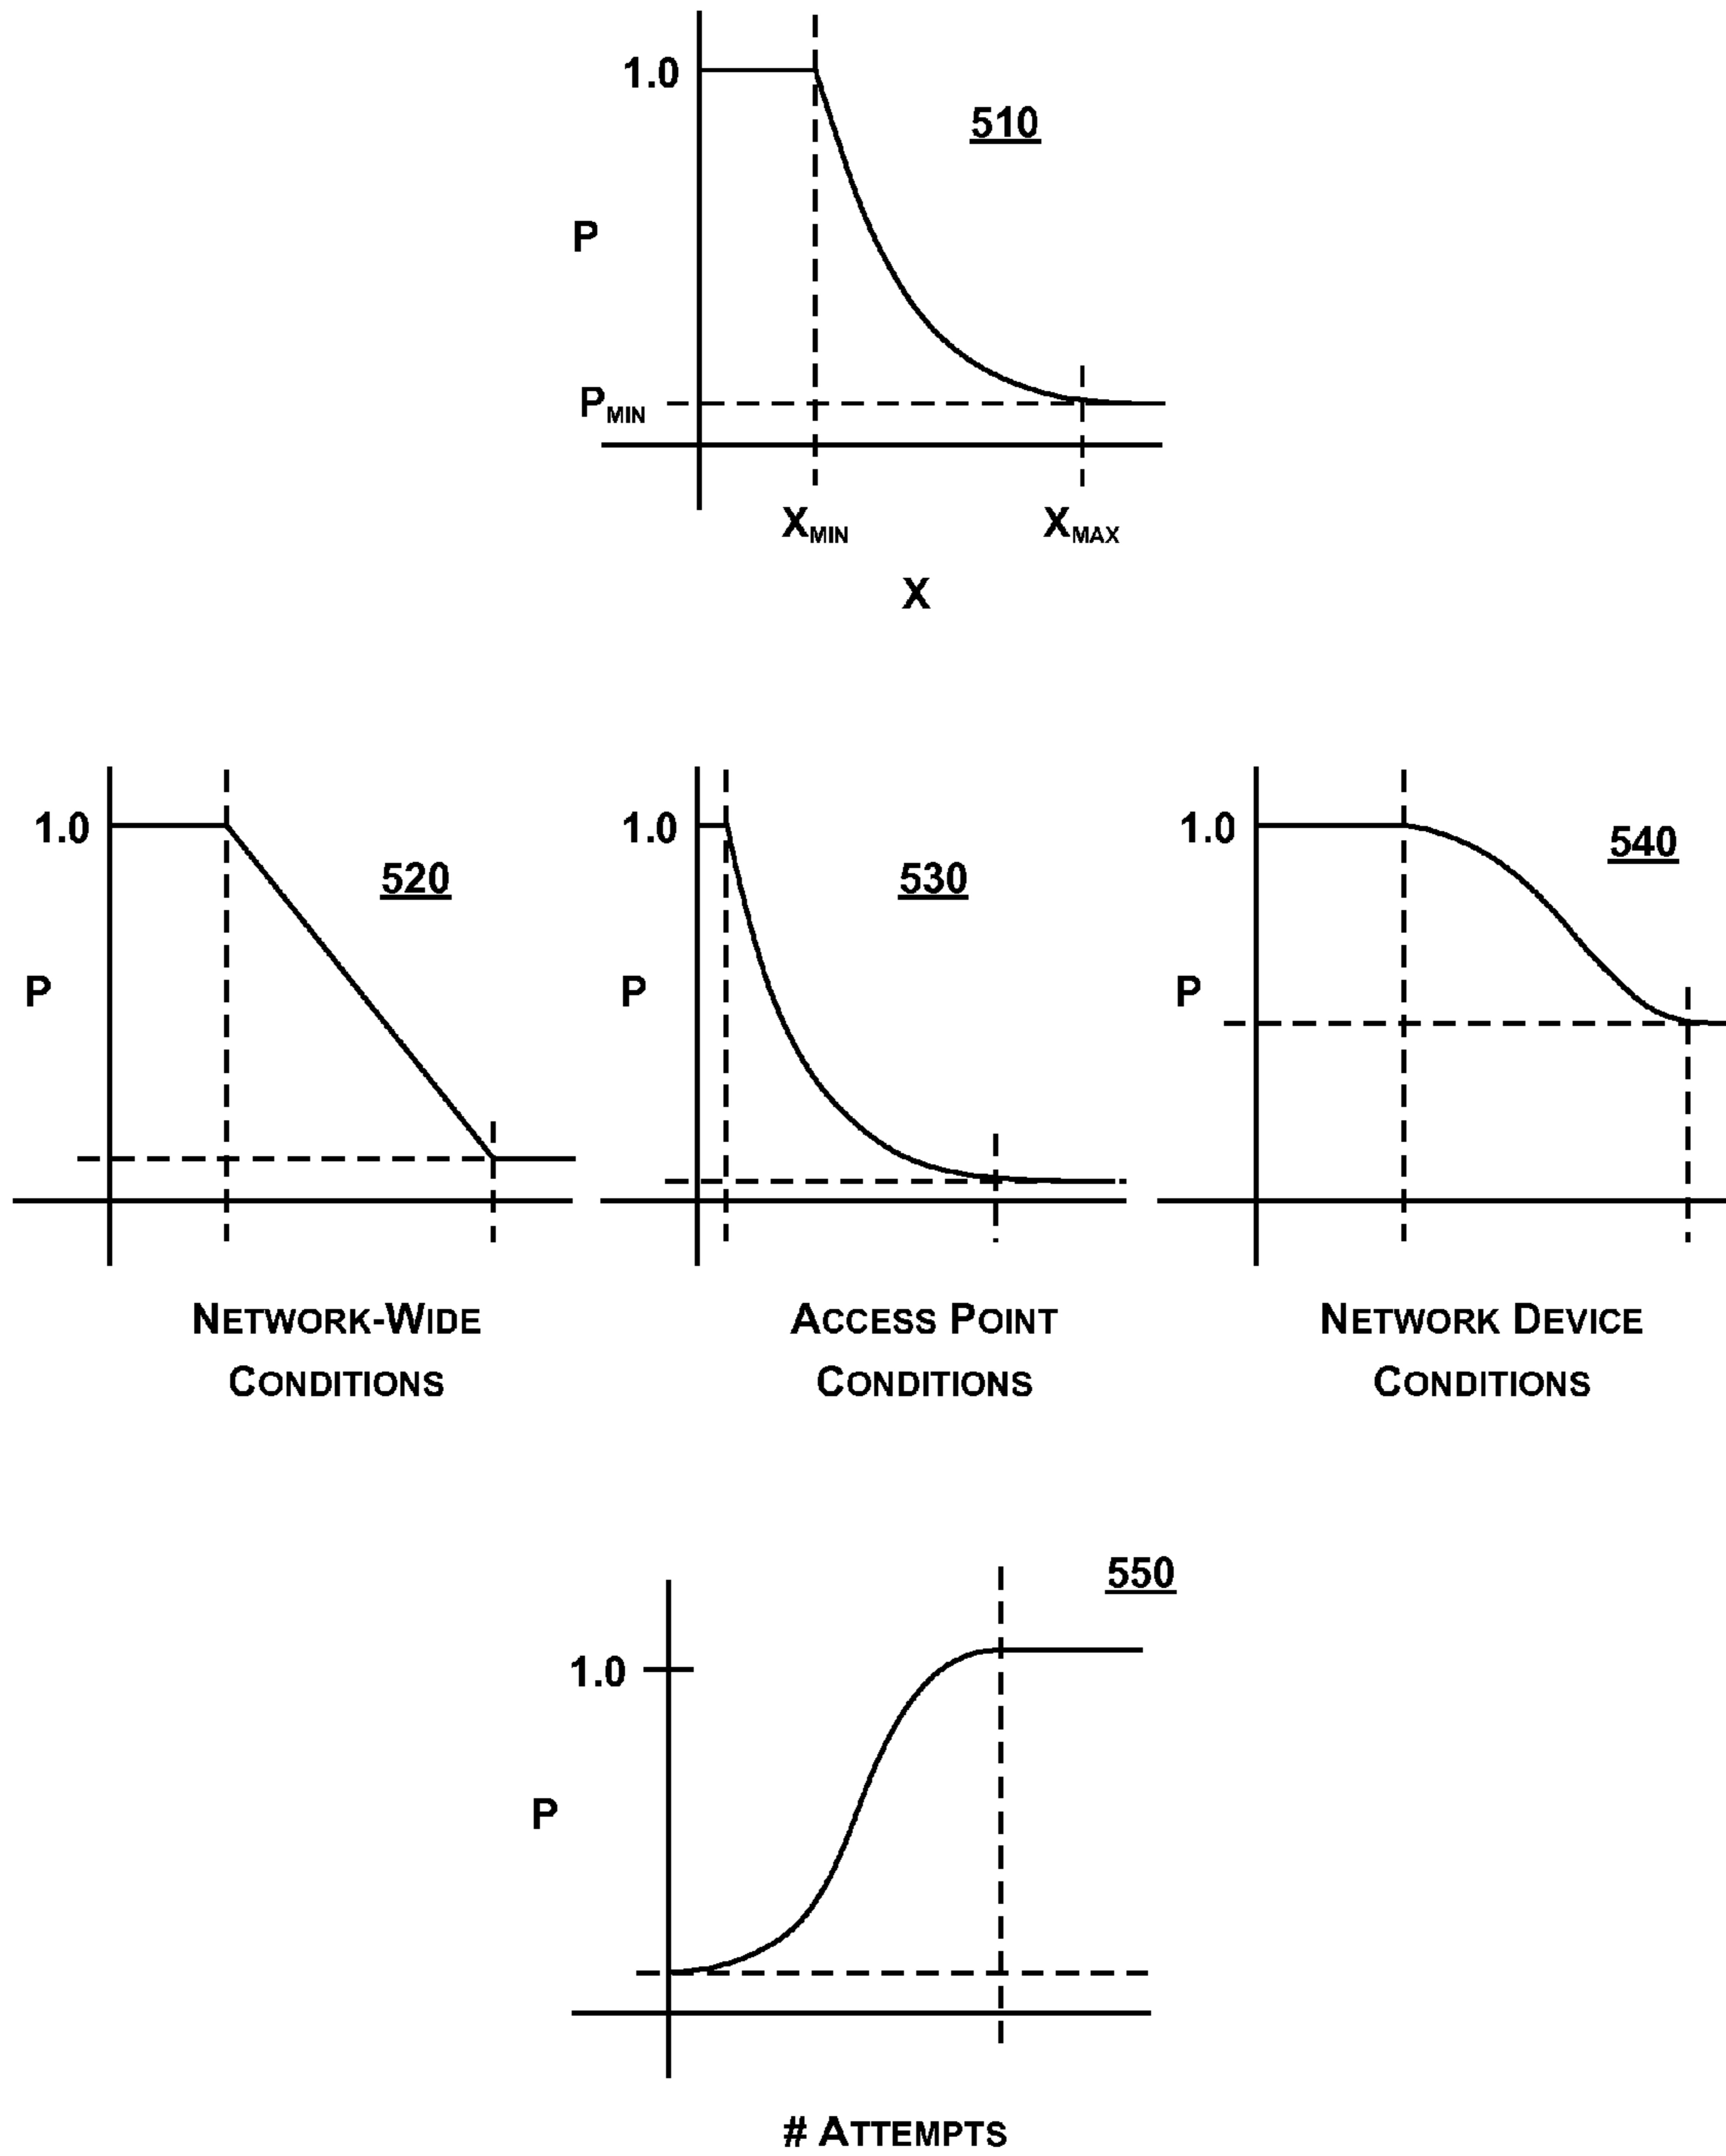 1.0
510
P
PMIN
XMIN XMAX
X
1.0
520
P
NETWORK-WIDE
CONDITIONS
1.0
530
P
ACCESS POINT
CONDITIONS
1.0
540
P
NETWORK DEVICE
CONDITIONS
550
1.0
P
# ATTEMPTS